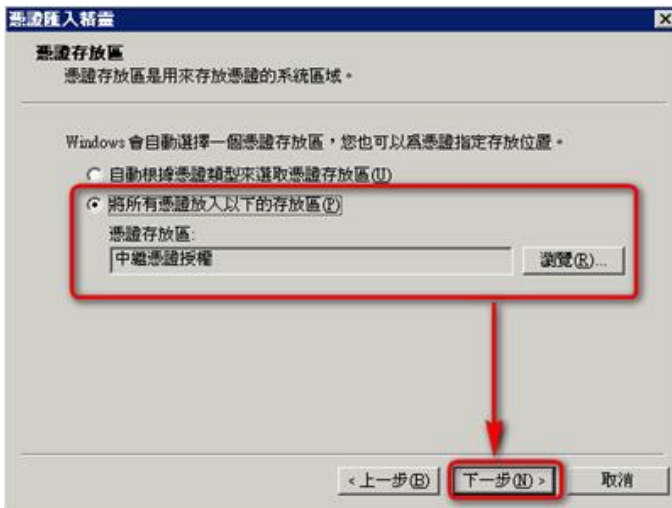 憑證匯入精靈
憑證存放區
憑證存放區是用來存放憑證的系統區域。
Windows 會自動選擇一個憑證存放區，您也可以為憑證指定存放位置。
自動根據憑證類型來選取憑證存放區(U)
將所有憑證放入以下的存放區(P)
憑證存放區:
中繼憑證授權
瀏覽(R)...
<上一步(B)
下一步(N) >
取消